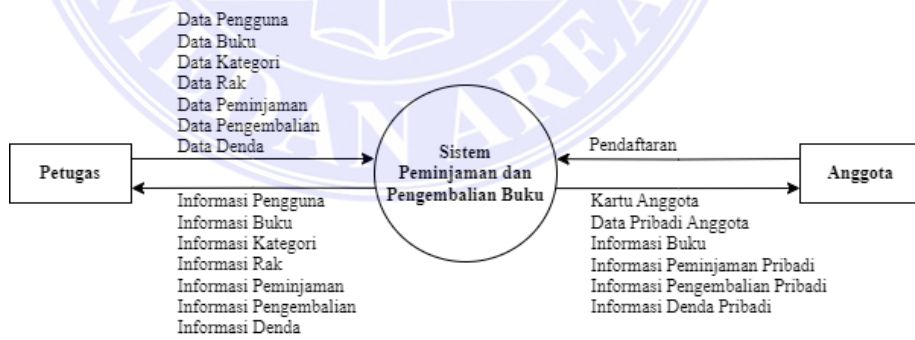 Data Pengguna
Data Buku
Data Kategori
Data Rak
Data Peminjaman
Data Pengembalian
Data Denda
Petugas
Sistem
Peminjaman dan
Pengembalian Buku
Pendaftaran
Anggota
Informasi Pengguna
Informasi Buku
Informasi Kategori
Informasi Rak
Informasi Peminjaman
Informasi Pengembalian
Informasi Denda
Kartu Anggota
Data Pribadi Anggota
Informasi Buku
Informasi Peminjaman Pribadi
Informasi Pengembalian Pribadi
Informasi Denda Pribadi
MEDAN AREA